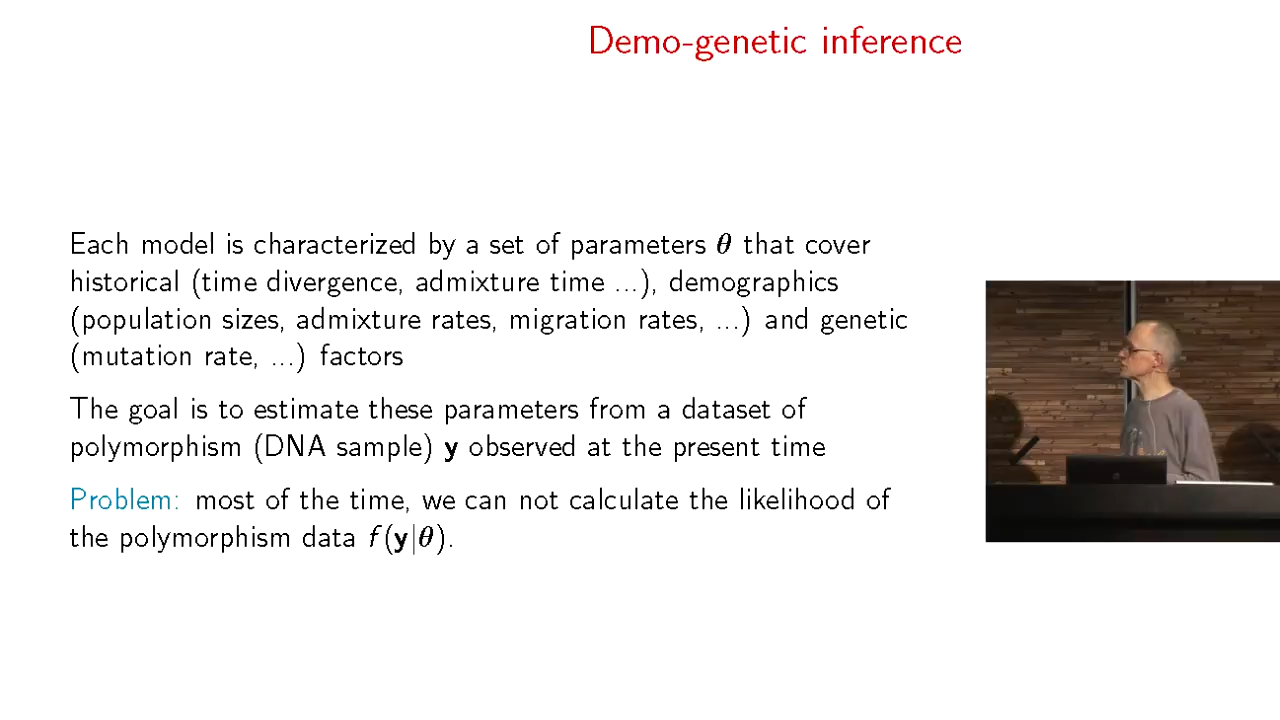 Demo-genetic inference
Each model is characterized by a set of parameters θ that cover
historical (time divergence, admixture time ...), demographics
(population sizes, admixture rates, migration rates, ...) and genetic
(mutation rate, ...) factors
The goal is to estimate these parameters from a dataset of
polymorphism (DNA sample) y observed at the present time
Problem: most of the time, we can not calculate the likelihood of
the polymorphism data f(y|θ).